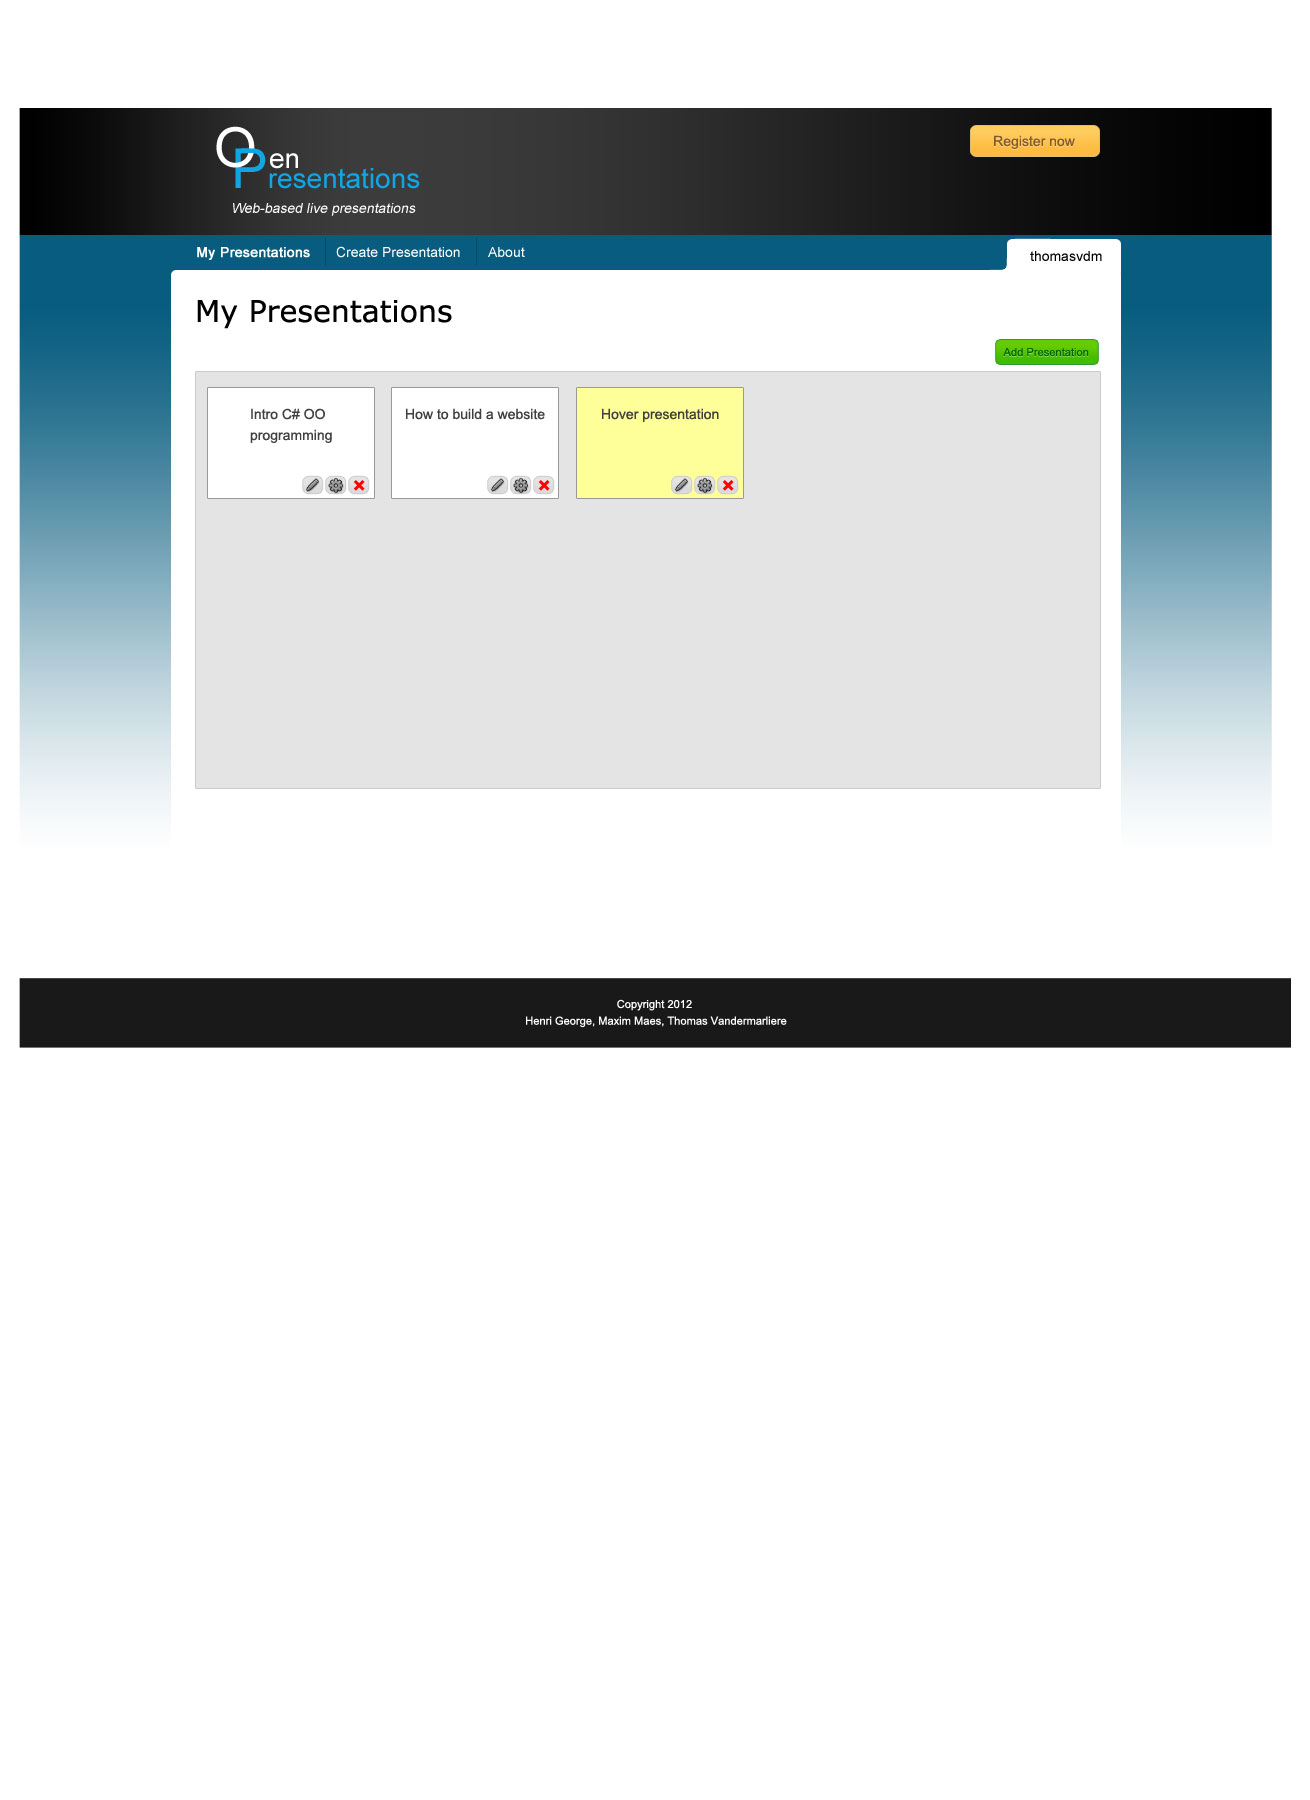 Open
Presentations
Web-based live presentations
Register now
My Presentations
Create Presentation
About
thomasvdm
My Presentations
Add Presentation
Intro C# OO
programming
How to build a website
Hover presentation
Copyright 2012
Henri George, Maxim Maes, Thomas Vandermarliere